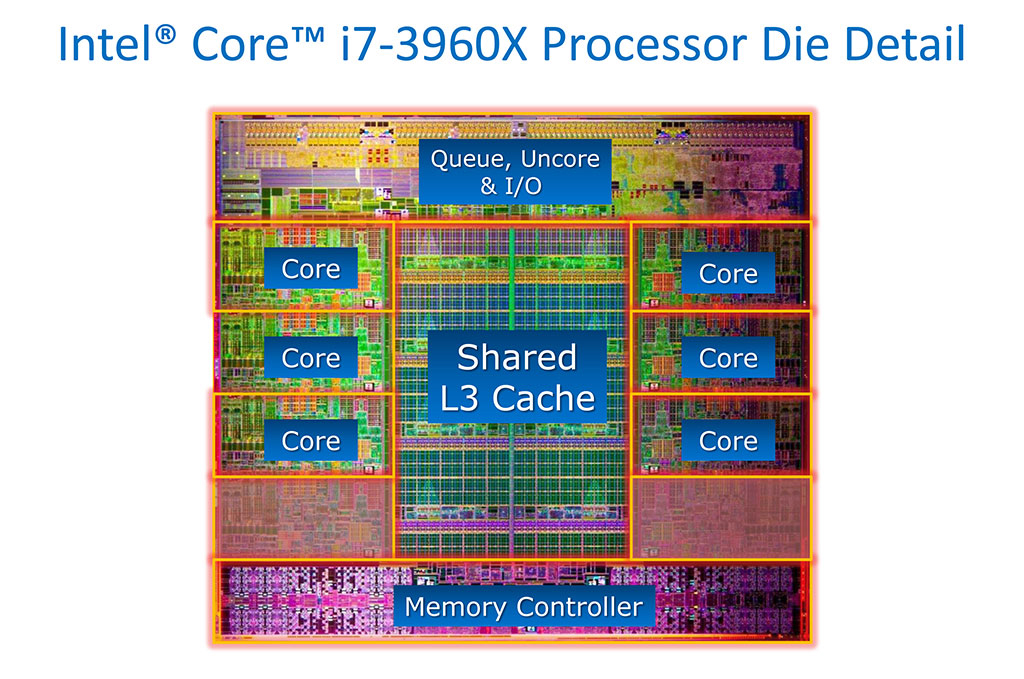 Intel® Core™ i7-3960X Processor Die Detail
Queue, Uncore
& I/O
Core
Core
Shared
L3 Cache
Core
Core
Core
Core
Memory Controller